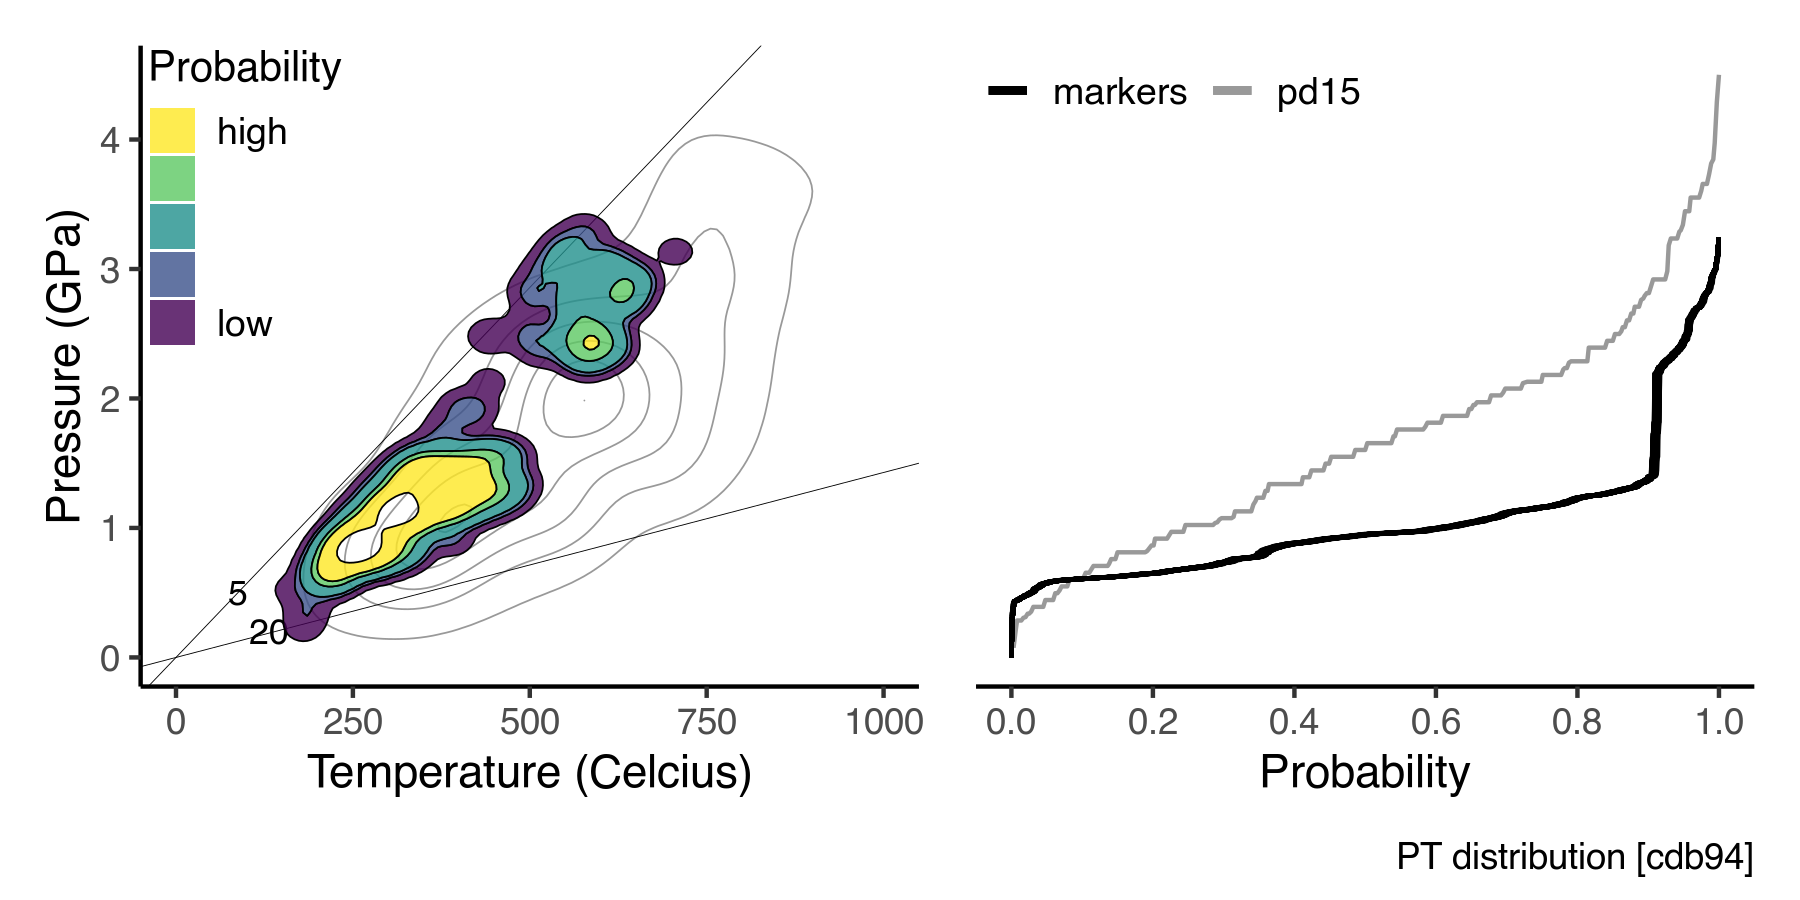 Probability
high
low
4
3
2
1
0
Pressure (GPa)
5
20
0 250 500 750 1000
Temperature (Celcius)
markers pd15
0.0 0.2 0.4 0.6 0.8 1.0
Probability
PT distribution [cdb94]